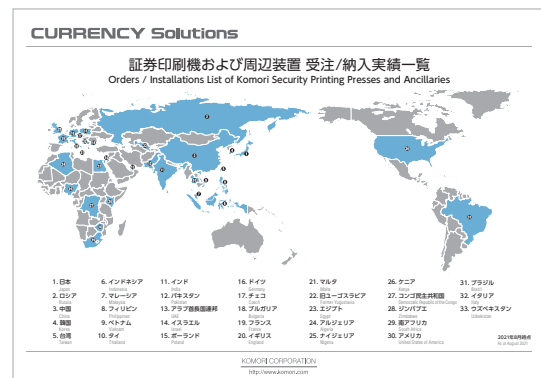 CURRENCY Solutions
証券印刷機および周辺装置 受注/納入実績一覧
Orders / Installations List of Komori Security Printing Presses and Ancillaries
1. 日本
Japan
2. ロシア
Russia
3. 中国
China
4. 韓国
Korea
5. 台湾
Taiwan
6. インドネシア
Indonesia
7. マレーシア
Malaysia
8. フィリピン
Philippines
9. ベトナム
Vietnam
10. タイ
Thailand
11. インド
India
12. パキスタン
Pakistan
13. アラブ首長国連邦
UAE
14. イスラエル
Israel
15. ポーランド
Poland
16. ドイツ
Germany
17. チェコ
Czech
18. ブルガリア
Bulgaria
19. フランス
France
20. イギリス
England
21. マルタ
Malta
22. 旧ユーゴスラビア
Former Yugoslavia
23. エジプト
Egypt
24. アルジェリア
Algeria
25. ナイジェリア
Nigeria
26. ケニア
Kenya
27. コンゴ民主共和国
Democratic Republic of the Congo
28. ジンバブエ
Zimbabwe
29. 南アフリカ
South Africa
30. アメリカ
United States of America
31. ブラジル
Brazil
32. イタリア
Italy
33. ウズベキスタン
Uzbekistan
2021年8月時点
As of August 2021
KOMORI CORPORATION
http://www.komori.com